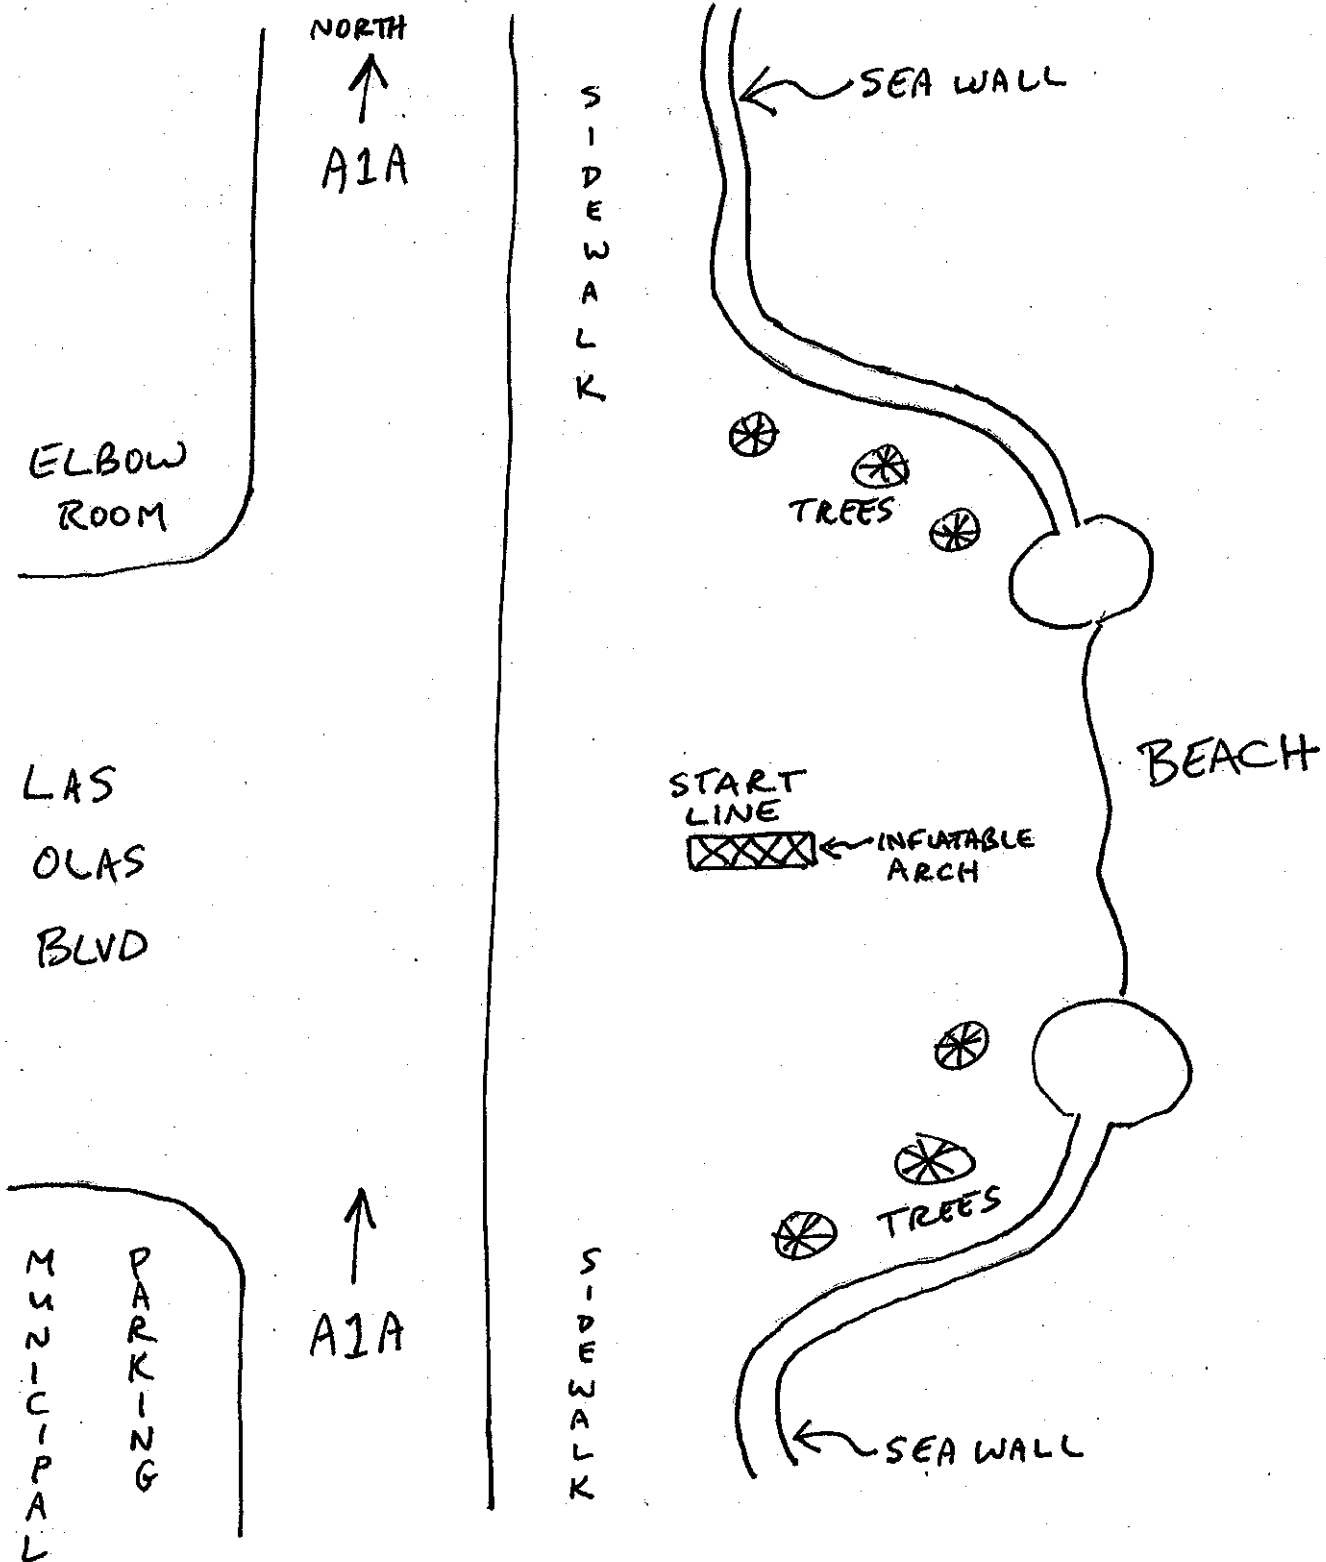 NORTH
A1A
SIDEWALK
SEA WALL
ELBOW
ROOM
TREES
LAS
OLAS
BLVD
START
LINE
INFLATABLE
ARCH
BEACH
TREES
A1A
MUNICIPAL
PARKING
SIDEWALK
SEA WALL